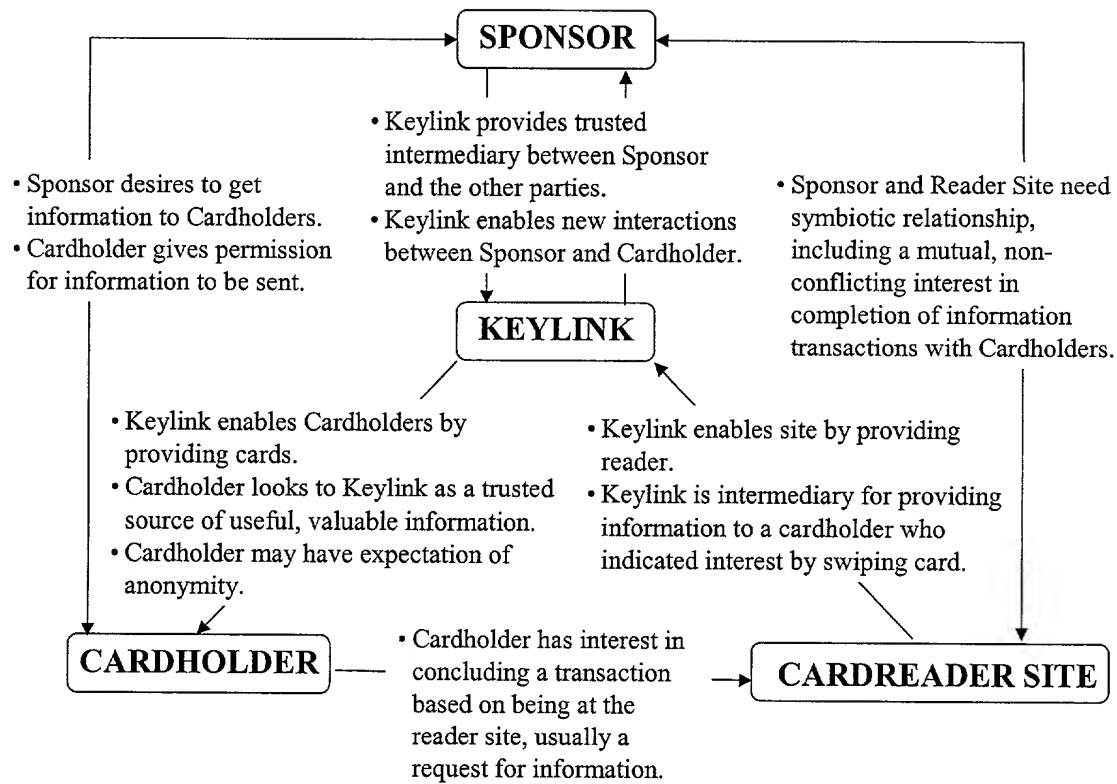 SPONSOR
• Keylink provides trusted
intermediary between Sponsor
and the other parties.
• Keylink enables new interactions
between Sponsor and Cardholder.
• Sponsor desires to get
information to Cardholders.
• Cardholder gives permission
for information to be sent.
• Sponsor and Reader Site need
symbiotic relationship,
including a mutual, non-
conflicting interest in
completion of information
transactions with Cardholders.
KEYLINK
• Keylink enables Cardholders by
providing cards.
• Cardholder looks to Keylink as a trusted
source of useful, valuable information.
• Cardholder may have expectation of
anonymity.
• Keylink enables site by providing
reader.
• Keylink is intermediary for providing
information to a cardholder who
indicated interest by swiping card.
CARDHOLDER
• Cardholder has interest in
concluding a transaction
based on being at the
reader site, usually a
request for information.
CARDREADER SITE